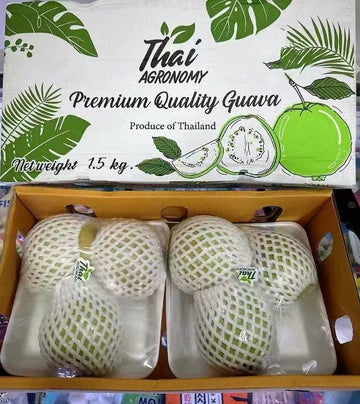 Thai
AGRONOMY
Premium Quality Guava
Produce of Thailand
Net weight 1.5 kg.
Thai
Thai